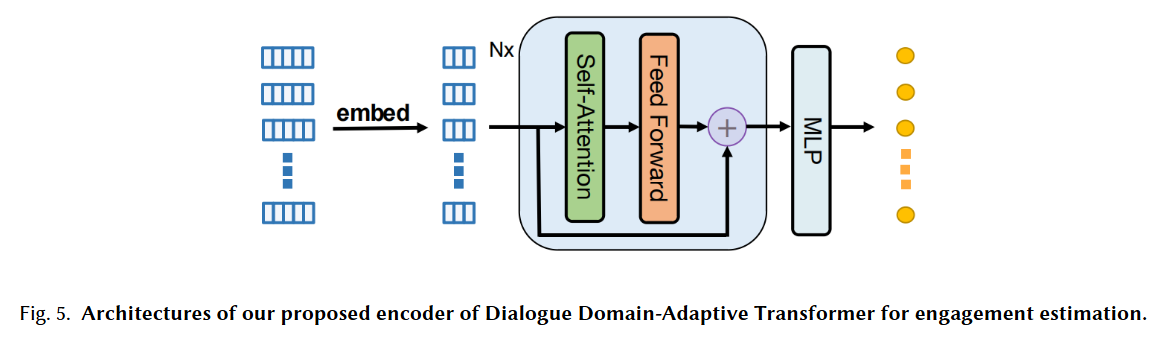 Nx
embed
Self-Attention
Feed Forward
+
MLP
Fig. 5. Architectures of our proposed encoder of Dialogue Domain-Adaptive Transformer for engagement estimation.